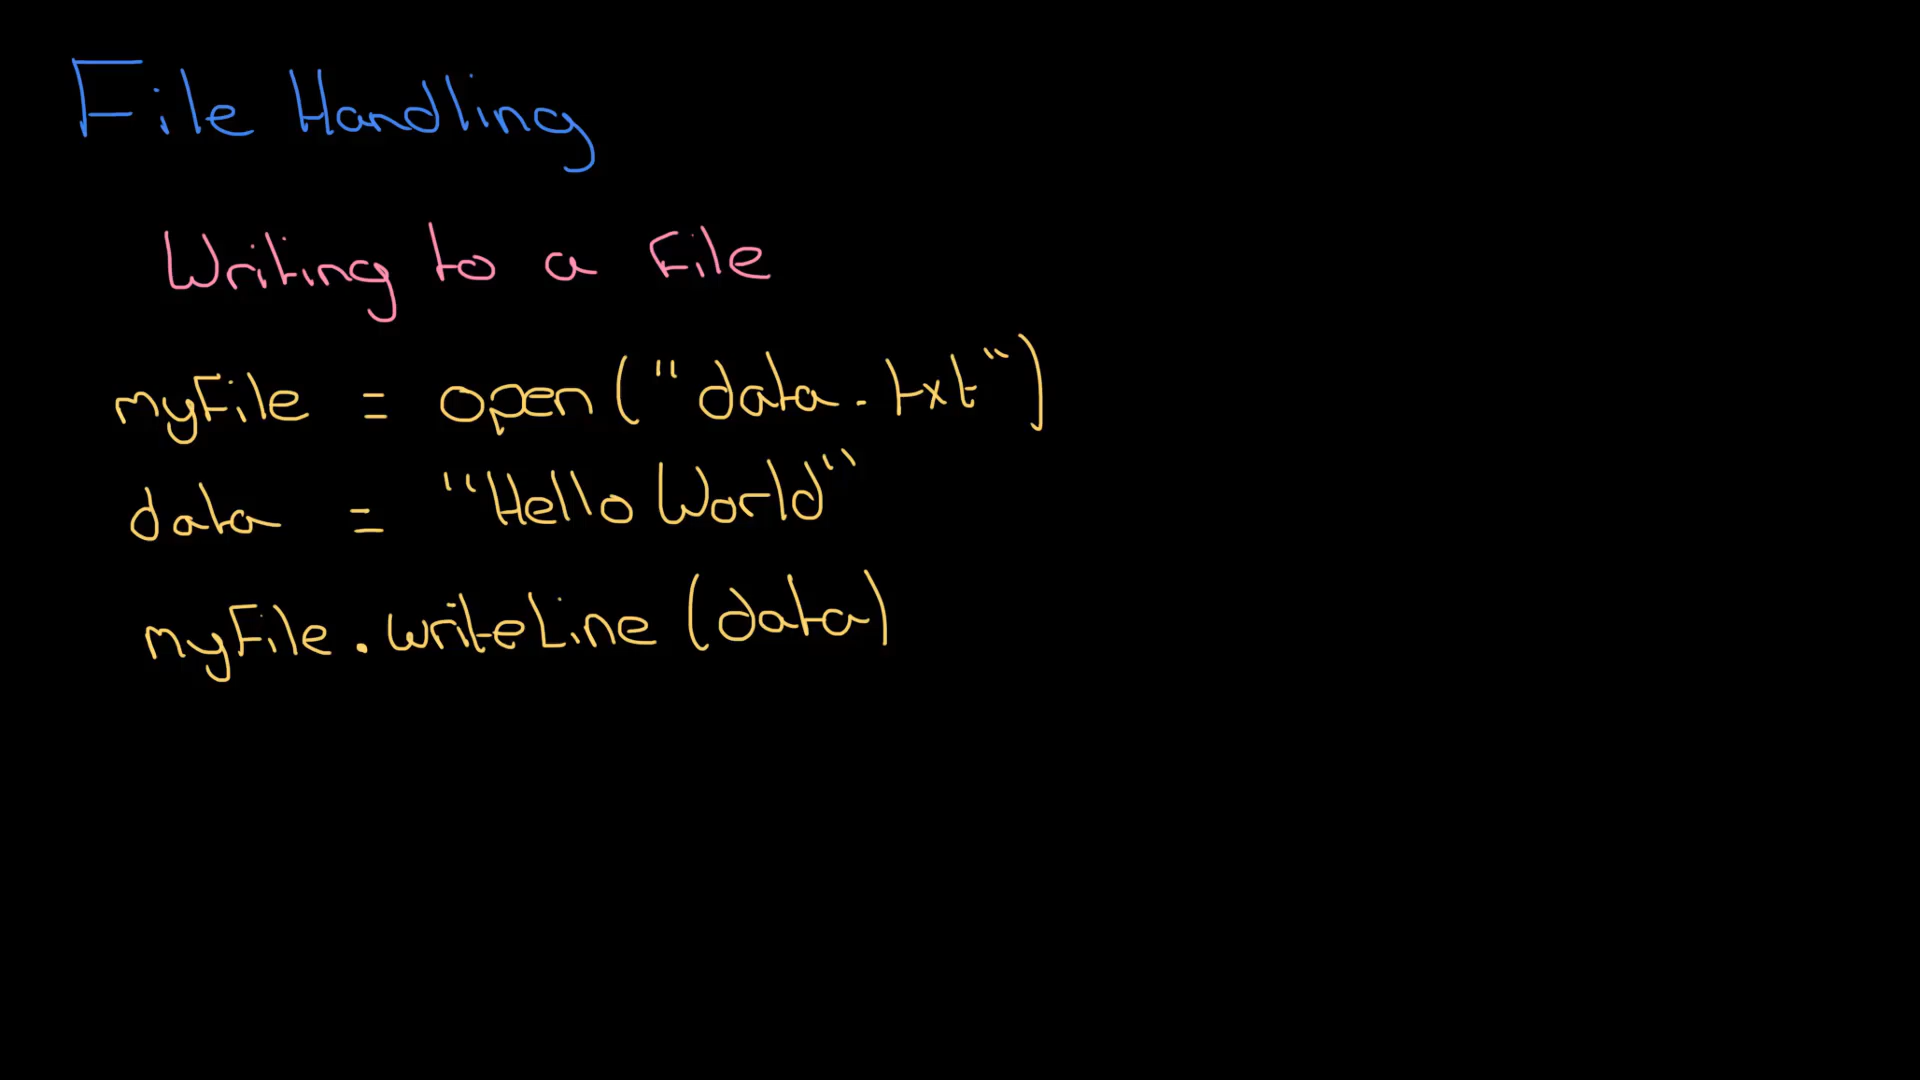 File Handling
Writing to a File
myFile = open("data.txt")
data = "Hello World"
myFile.writeLine(data)